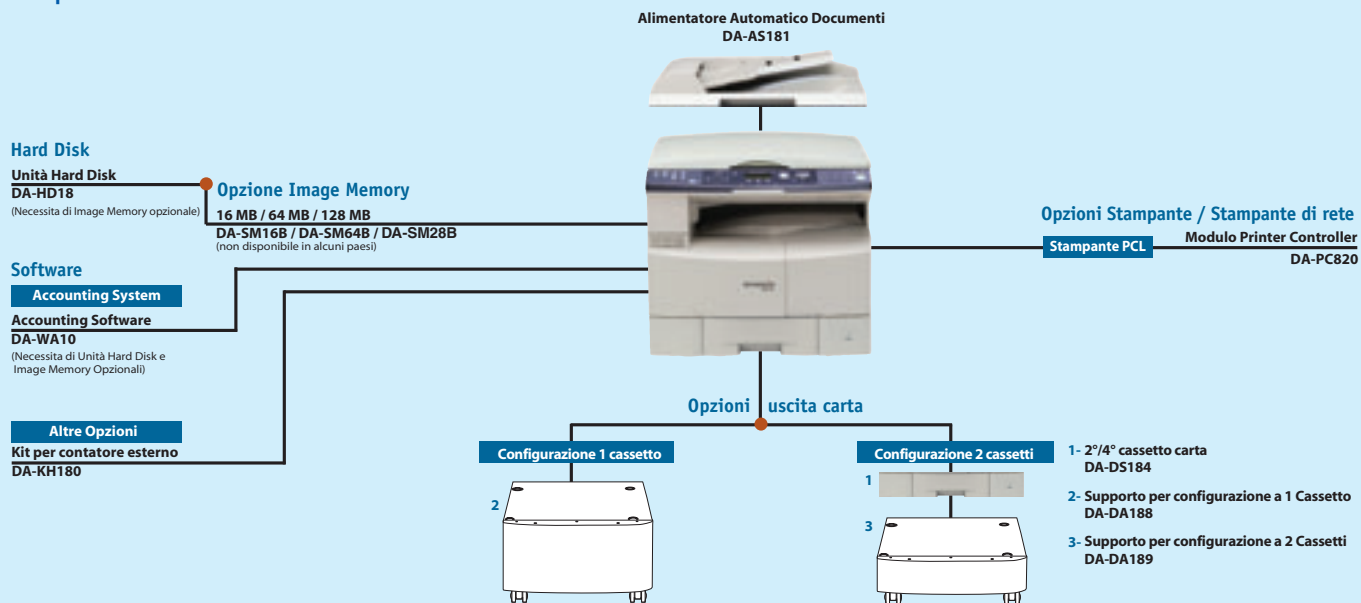 Alimentatore Automatico Documenti
DA-AS181
Hard Disk
Unità Hard Disk
DA-HD18
(Necessita di Image Memory opzionale)
Opzione Image Memory
16 MB / 64 MB / 128 MB
DA-SM16B / DA-SM64B / DA-SM28B
(non disponibile in alcuni paesi)
Software
Accounting System
Accounting Software
DA-WA10
(Necessita di Unità Hard Disk e
Image Memory Opzionali)
Altre Opzioni
Kit per contatore esterno
DA-KH180
Opzioni Stampante / Stampante di rete
Stampante PCL
Modulo Printer Controller
DA-PC820
Opzioni uscita carta
Configurazione 1 cassetto
2
Configurazione 2 cassetti
1
3
1- 2°/4° cassetto carta
DA-DS184
2- Supporto per configurazione a 1 Cassetto
DA-DA188
3- Supporto per configurazione a 2 Cassetti
DA-DA189